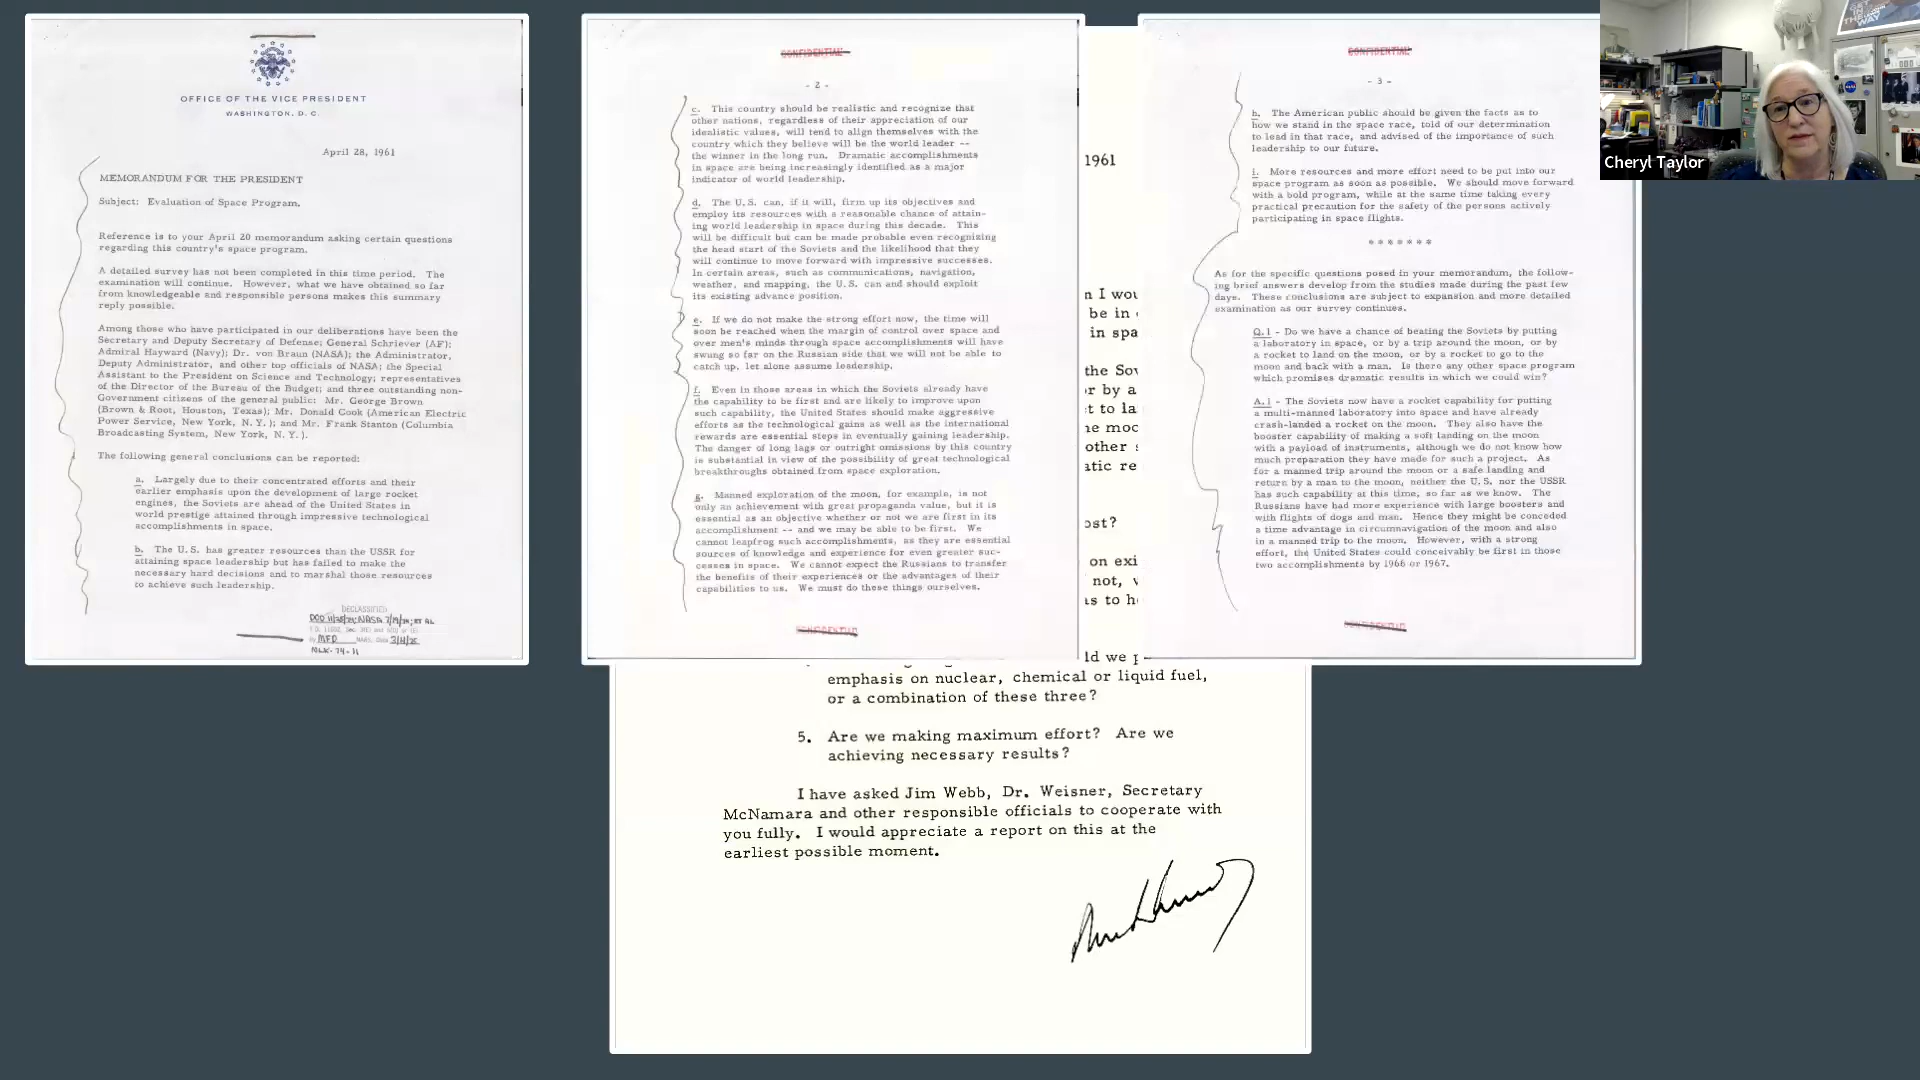 OFFICE OF THE VICE PRESIDENT
WASHINGTON, D. C.
April 28, 1961
MEMORANDUM FOR THE PRESIDENT
Subject: Evaluation of Space Program.
Reference is to your April 20 memorandum asking certain questions
regarding this country's space program.
A detailed survey has not been completed in this time period. The
examination will continue. However, what we have obtained so far
from knowledgeable and responsible persons makes this summary
reply possible.
Among those who have participated in our deliberations have been the
Secretary and Deputy Secretary of Defense; General Schriever (AF);
Admiral Hayward (Navy); Dr. von Braun (NASA); the Administrator,
Deputy Administrator, and other top officials of NASA; the Special
Assistant to the President on Science and Technology; representatives
of the Director of the Bureau of the Budget; and three outstanding non-
Government citizens of the general public: Mr. George Brown
(Brown & Root, Houston, Texas); Mr. Donald Cook (American Electric
Power Service, New York, N. Y.); and Mr. Frank Stanton (Columbia
Broadcasting System, New York, N. Y.).
The following general conclusions can be reported:
a. Largely due to their concentrated efforts and their
earlier emphasis upon the development of large rocket
engines, the Soviets are ahead of the United States in
world prestige attained through impressive technological
accomplishments in space.
b. The U.S. has greater resources than the USSR for
attaining space leadership but has failed to make the
necessary hard decisions and to marshal those resources
to achieve such leadership.
DECLASSIFIED
CONFIDENTIAL
- 2 -
c. This country should be realistic and recognize that
other nations, regardless of their appreciation of our
idealistic values, will tend to align themselves with the
country which they believe will be the world leader --
the winner in the long run. Dramatic accomplishments
in space are being increasingly identified as a major
indicator of world leadership.
d. The U.S. can, if it will, firm up its objectives and
employ its resources with a reasonable chance of attain-
ing world leadership in space during this decade. This
will be difficult but can be made probable even recognizing
the head start of the Soviets and the likelihood that they
will continue to move forward with impressive successes.
In certain areas, such as communications, navigation,
weather, and mapping, the U.S. can and should exploit
its existing advance position.
e. If we do not make the strong effort now, the time will
soon be reached when the margin of control over space and
over men's minds through space accomplishments will have
swung so far on the Russian side that we will not be able to
catch up, let alone assume leadership.
f. Even in those areas in which the Soviets already have
the capability to be first and are likely to improve upon
such capability, the United States should make aggressive
efforts as the technological gains as well as the international
rewards are essential steps in eventually gaining leadership.
The danger of long lags or outright omissions by this country
is substantial in view of the possibility of great technological
breakthroughs obtained from space exploration.
g. Manned exploration of the moon, for example, is not
only an achievement with great propaganda value, but it is
essential as an objective whether or not we are first in its
accomplishment -- and we may be able to be first. We
cannot leapfrog such accomplishments, as they are essential
sources of knowledge and experience for even greater suc-
cesses in space. We cannot expect the Russians to transfer
the benefits of their experiences or the advantages of their
capabilities to us. We must do these things ourselves.
CONFIDENTIAL
CONFIDENTIAL
- 3 -
h. The American public should be given the facts as to
how we stand in the space race, told of our determination
to lead in that race, and advised of the importance of such
leadership to our future.
i. More resources and more effort need to be put into our
space program as soon as possible. We should move forward
with a bold program, while at the same time taking every
practical precaution for the safety of the persons actively
participating in space flights.
* * * * * * *
As for the specific questions posed in your memorandum, the follow-
ing brief answers develop from the studies made during the past few
days. These conclusions are subject to expansion and more detailed
examination as our survey continues.
Q.1 - Do we have a chance of beating the Soviets by putting
a laboratory in space, or by a trip around the moon, or by
a rocket to land on the moon, or by a rocket to go to the
moon and back with a man. Is there any other space program
which promises dramatic results in which we could win?
A.1 - The Soviets now have a rocket capability for putting
a multi-manned laboratory into space and have already
crash-landed a rocket on the moon. They also have the
booster capability of making a soft landing on the moon
with a payload of instruments, although we do not know how
much preparation they have made for such a project. As
for a manned trip around the moon or a safe landing and
return by a man to the moon, neither the U.S. nor the USSR
has such capability at this time, so far as we know. The
Russians have had more experience with large boosters and
with flights of dogs and man. Hence they might be conceded
a time advantage in circumnavigation of the moon and also
in a manned trip to the moon. However, with a strong
effort, the United States could conceivably be first in those
two accomplishments by 1966 or 1967.
CONFIDENTIAL
1961
n I wou
be in
in spa
the Sov
or by a
t to la
he moo
other
atic re
ost?
on exi
not,
as to h
ld we p
emphasis on nuclear, chemical or liquid fuel,
or a combination of these three?
5. Are we making maximum effort? Are we
achieving necessary results?
I have asked Jim Webb, Dr. Weisner, Secretary
McNamara and other responsible officials to cooperate with
you fully. I would appreciate a report on this at the
earliest possible moment.
Cheryl Taylor